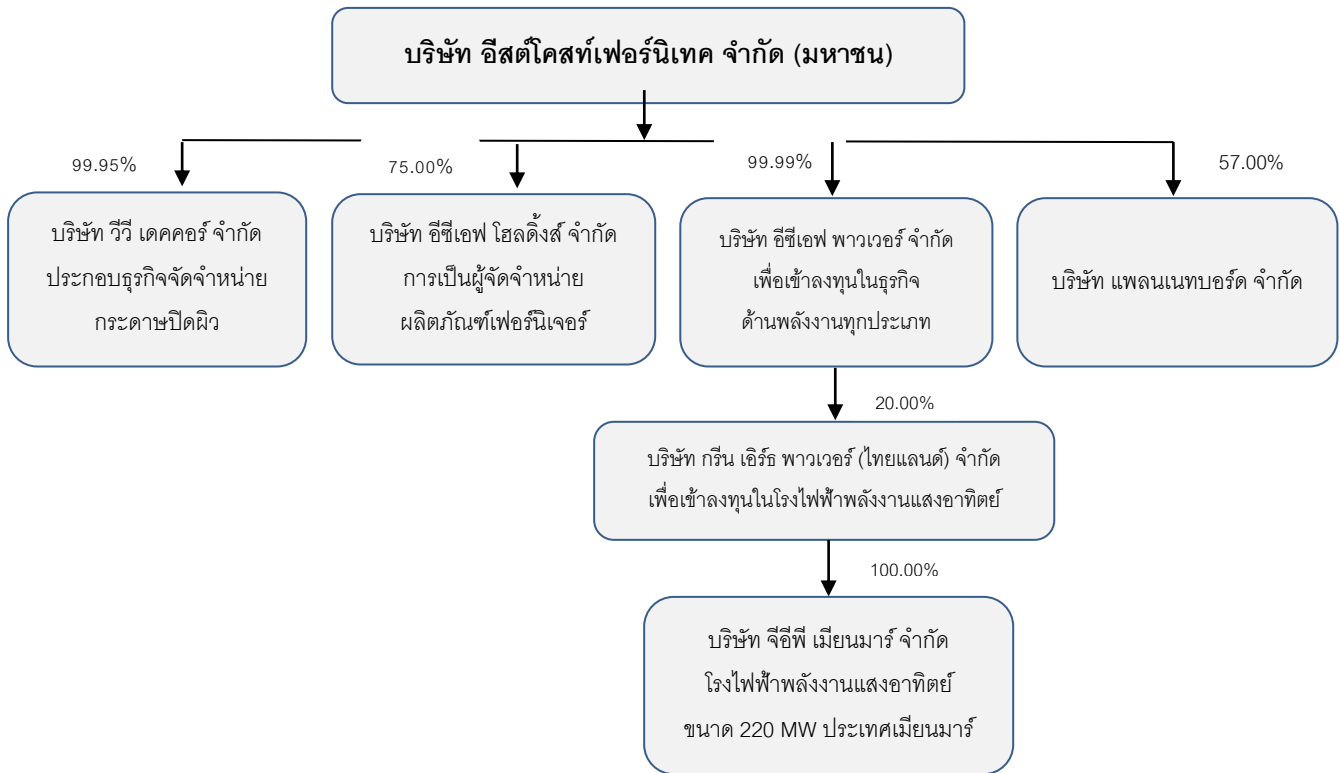 บริษัท อีสต์โคสท์เฟอร์นิเทค จำกัด (มหาชน)
99.95%
75.00%
99.99%
57.00%
บริษัท วีวี เดคคอร์ จำกัด
ประกอบธุรกิจจัดจำหน่าย
กระดาษปิดผิว
บริษัท อีซีเอฟ โฮลดิ้งส์ จำกัด
การเป็นผู้จัดจำหน่าย
ผลิตภัณฑ์เฟอร์นิเจอร์
บริษัท อีซีเอฟ พาวเวอร์ จำกัด
เพื่อเข้าลงทุนในธุรกิจ
ด้านพลังงานทุกประเภท
บริษัท แพลนเนทบอร์ด จำกัด
20.00%
บริษัท กรีน เอิร์ธ พาวเวอร์ (ไทยแลนด์) จำกัด
เพื่อเข้าลงทุนในโรงไฟฟ้าพลังงานแสงอาทิตย์
100.00%
บริษัท จีอีพี เมียนมาร์ จำกัด
โรงไฟฟ้าพลังงานแสงอาทิตย์
ขนาด 220 MW ประเทศเมียนมาร์